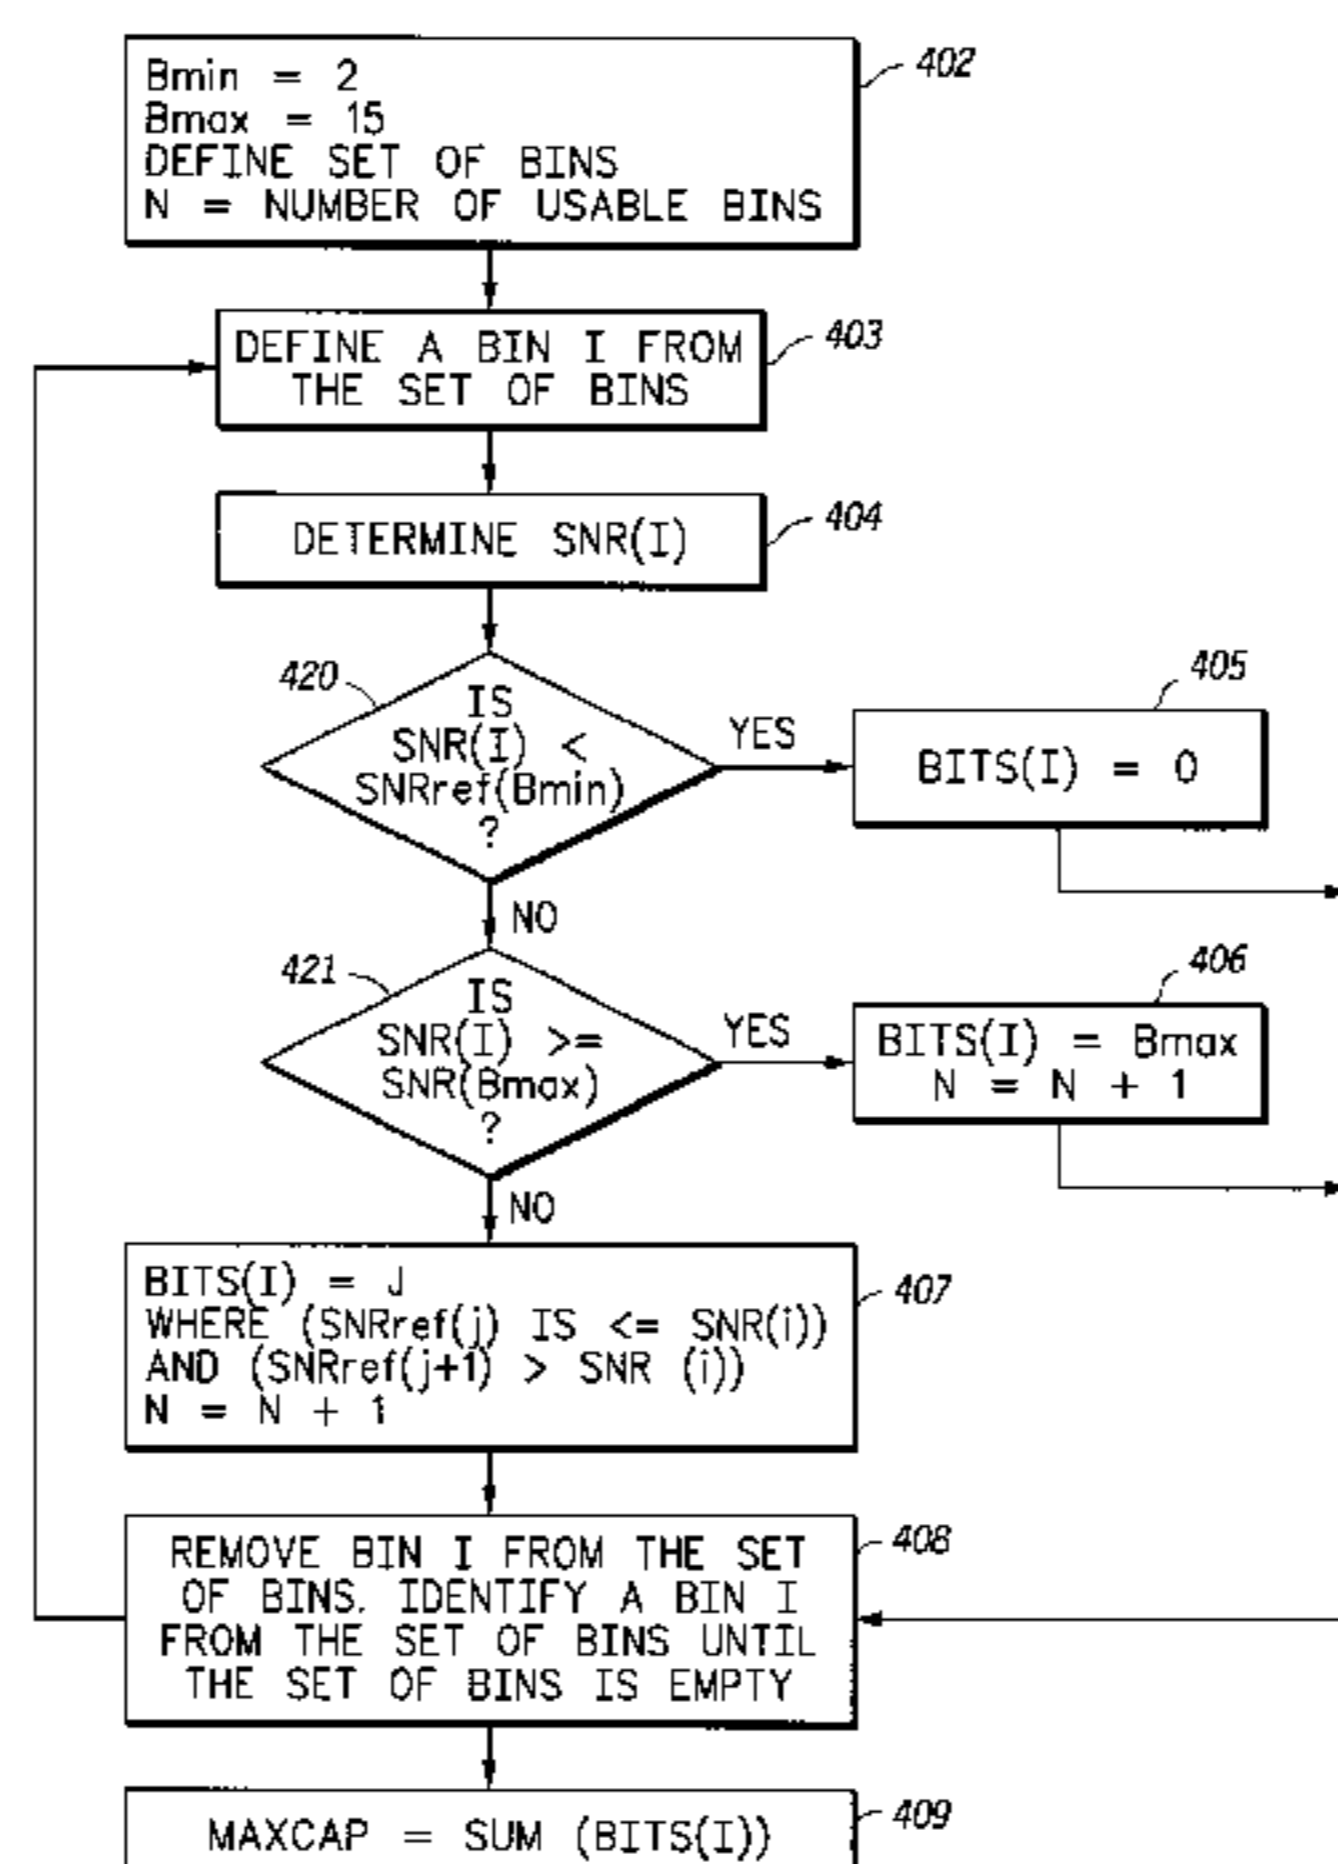 Bmin = 2
Bmax = 15
DEFINE SET OF BINS
N = NUMBER OF USABLE BINS
402
DEFINE A BIN I FROM
THE SET OF BINS
403
DETERMINE SNR(I)
404
420
IS
SNR(I) <
SNRref(Bmin)
?
YES
405
BITS(I) = 0
NO
421
IS
SNR(I) >=
SNR(Bmax)
?
YES
406
BITS(I) = Bmax
N = N + 1
NO
BITS(I) = J
WHERE (SNRref(j) IS <= SNR(i))
AND (SNRref(j+1) > SNR (i))
N = N + 1
407
REMOVE BIN I FROM THE SET
OF BINS. IDENTIFY A BIN I
FROM THE SET OF BINS UNTIL
THE SET OF BINS IS EMPTY
408
MAXCAP = SUM (BITS(I))
409